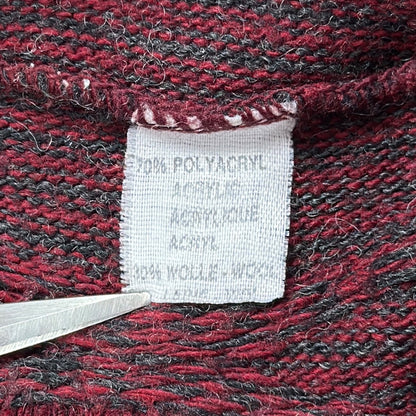 70% POLYACRYL
ACRYLIC
ACRYLIQUE
ACRYL
30% WOLLE - WOOL